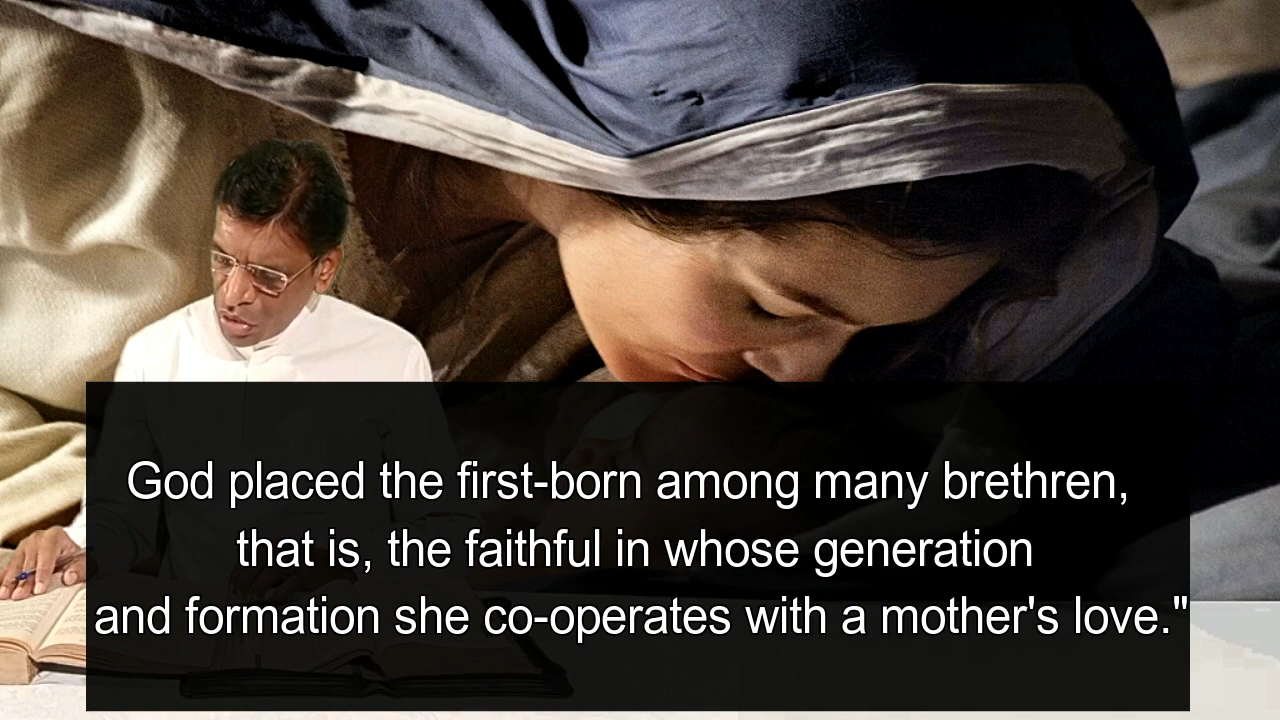 God placed the first-born among many brethren,
that is, the faithful in whose generation
and formation she co-operates with a mother's love."